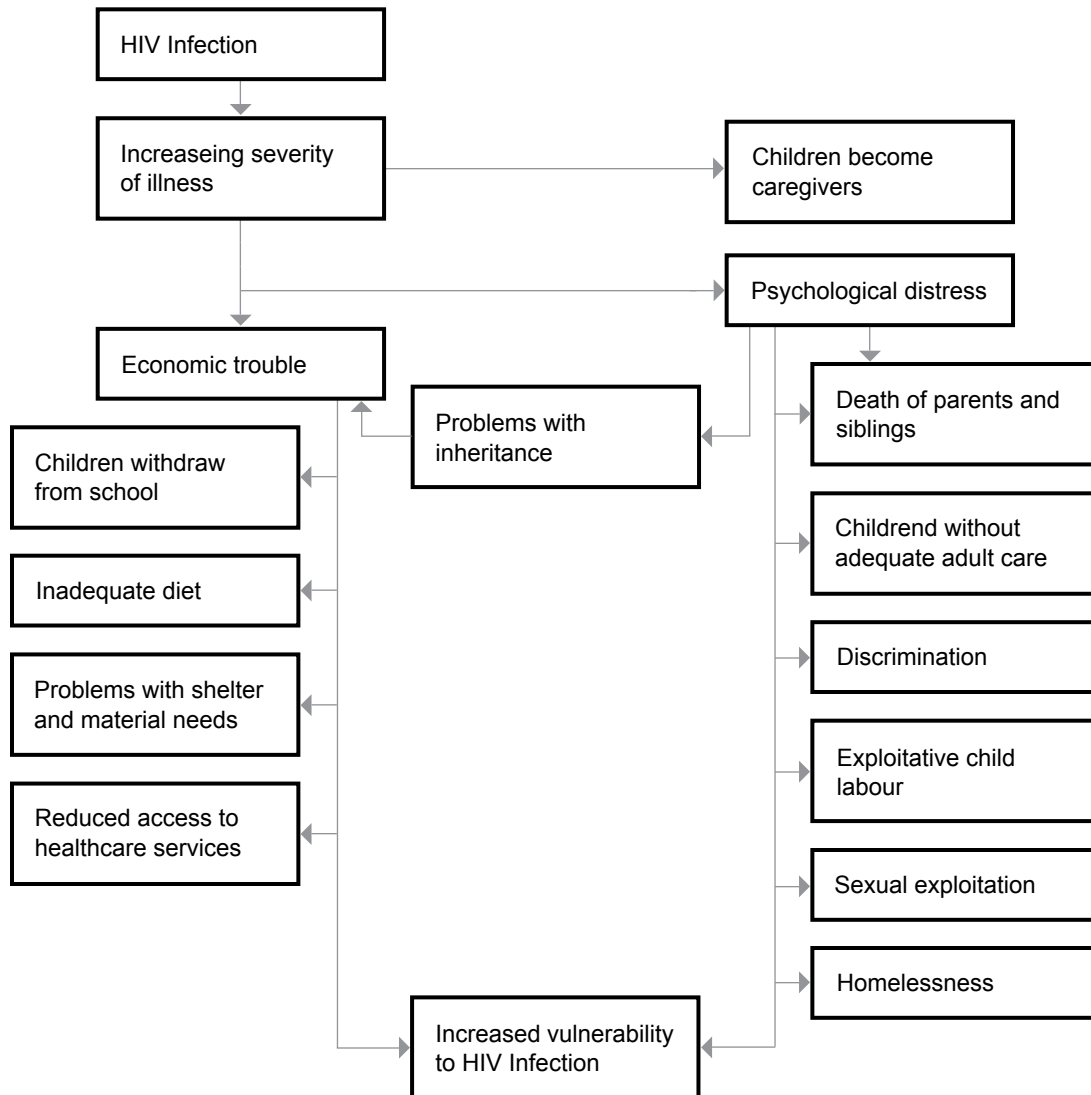 HIV Infection
Increaseing severity
of illness
Children become
caregivers
Psychological distress
Economic trouble
Problems with
inheritance
Death of parents and
siblings
Children withdraw
from school
Childrend without
adequate adult care
Inadequate diet
Discrimination
Problems with shelter
and material needs
Exploitative child
labour
Reduced access to
healthcare services
Sexual exploitation
Homelessness
Increased vulnerability
to HIV Infection